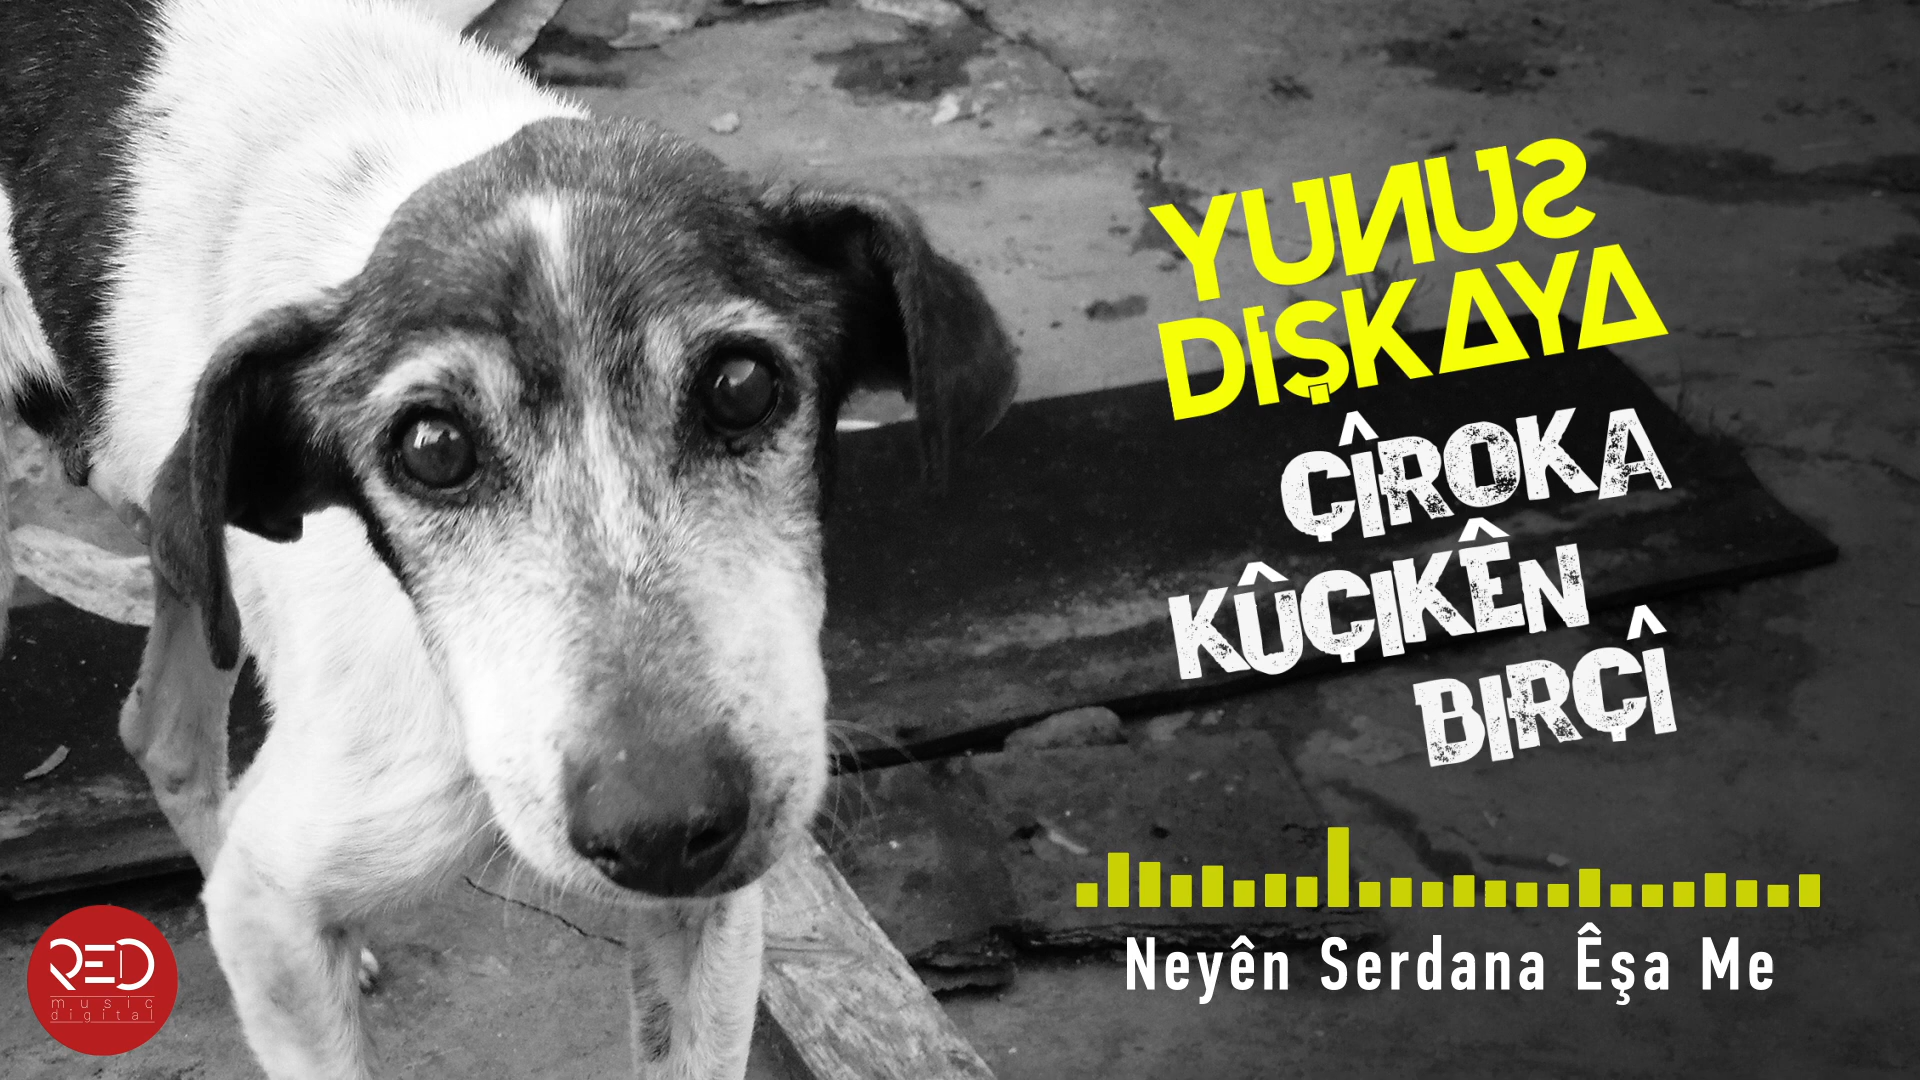 YUNUS
DİŞKAYA
ÇÎROKA
KÛÇIKÊN
BIRÇÎ
Neyên Serdana Êşa Me
RED
music
digital